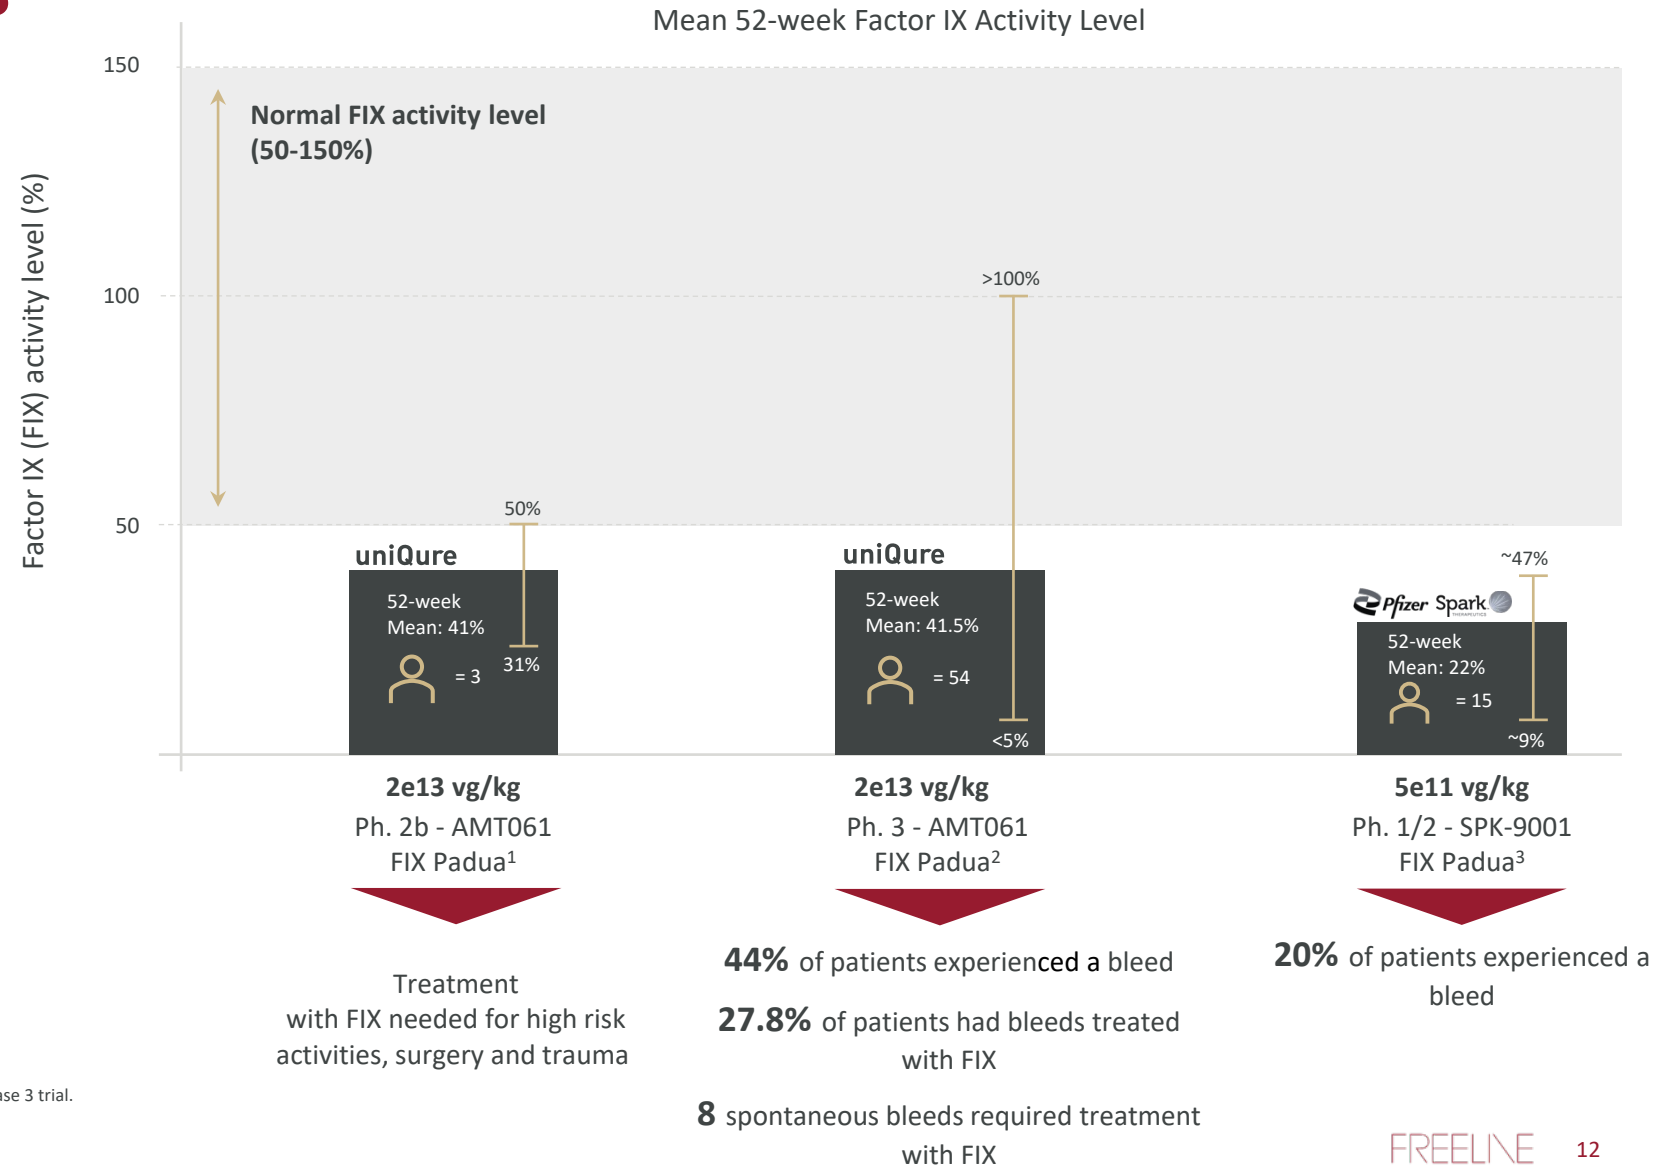 Mean 52-week Factor IX Activity Level
Factor IX (FIX) activity level (%)
150
100
50
Normal FIX activity level
(50-150%)
50%
uniQure
52-week
Mean: 41%
= 3
31%
>100%
uniQure
52-week
Mean: 41.5%
= 54
<5%
~47%
Pfizer Spark
THERAPEUTICS
52-week
Mean: 22%
= 15
~9%
2e13 vg/kg
Ph. 2b - AMT061
FIX Padua1
2e13 vg/kg
Ph. 3 - AMT061
FIX Padua2
5e11 vg/kg
Ph. 1/2 - SPK-9001
FIX Padua3
Treatment
with FIX needed for high risk
activities, surgery and trauma
44% of patients experienced a bleed
27.8% of patients had bleeds treated
with FIX
8 spontaneous bleeds required treatment
with FIX
20% of patients experienced a
bleed
ase 3 trial.
FREELINE
12